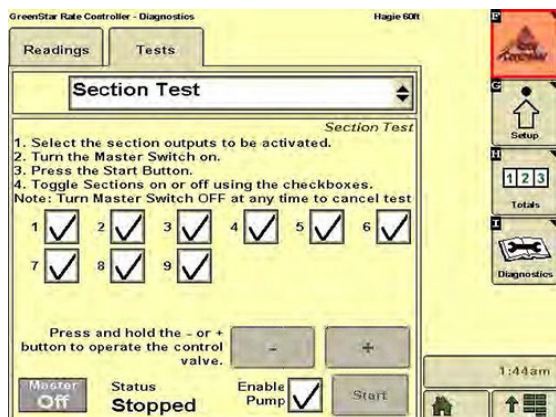 GreenStar Rate Controller - Diagnostics
Hagie 60ft
Readings
Tests
Section Test
Section Test
1. Select the section outputs to be activated.
2. Turn the Master Switch on.
3. Press the Start Button.
4. Toggle Sections on or off using the checkboxes.
Note: Turn Master Switch OFF at any time to cancel test
1 2 3 4 5 6
7 8 9
Press and hold the - or +
button to operate the control
valve.
- +
Master
Off
Status
Stopped
Enable
Pump
Start
F
G
Setup
H
1 2 3
Totals
I
Diagnostics
1:44am